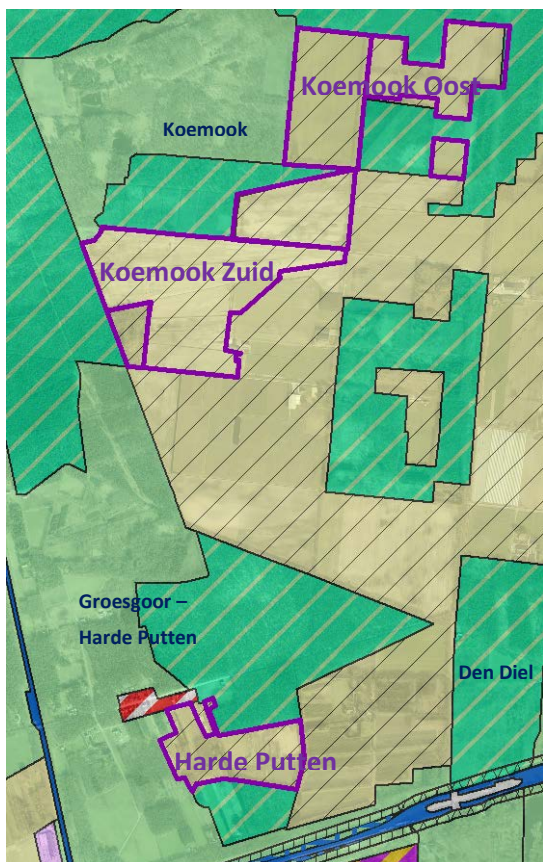 Koemook Oost
Koemook
Koemook Zuid
Groesgoor –
Harde Putten
Den Diel
Harde Putten